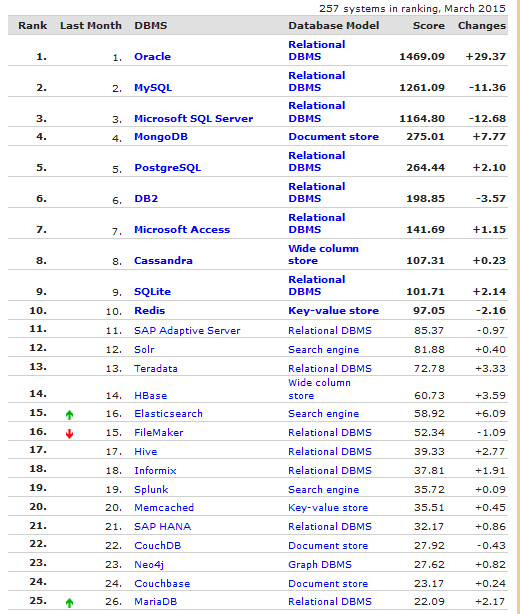 257 systems in ranking, March 2015
Rank Last Month DBMS Database Model Score Changes
1. 1. Oracle Relational DBMS 1469.09 +29.37
2. 2. MySQL Relational DBMS 1261.09 -11.36
3. 3. Microsoft SQL Server Relational DBMS 1164.80 -12.68
4. 4. MongoDB Document store 275.01 +7.77
5. 5. PostgreSQL Relational DBMS 264.44 +2.10
6. 6. DB2 Relational DBMS 198.85 -3.57
7. 7. Microsoft Access Relational DBMS 141.69 +1.15
8. 8. Cassandra Wide column store 107.31 +0.23
9. 9. SQLite Relational DBMS 101.71 +2.14
10. 10. Redis Key-value store 97.05 -2.16
11. 11. SAP Adaptive Server Relational DBMS 85.37 -0.97
12. 12. Solr Search engine 81.88 +0.40
13. 13. Teradata Relational DBMS 72.78 +3.33
14. 14. HBase Wide column store 60.73 +3.59
15. 16. Elasticsearch Search engine 58.92 +6.09
16. 15. FileMaker Relational DBMS 52.34 -1.09
17. 17. Hive Relational DBMS 39.33 +2.77
18. 18. Informix Relational DBMS 37.81 +1.91
19. 19. Splunk Search engine 35.72 +0.09
20. 20. Memcached Key-value store 35.51 +0.45
21. 21. SAP HANA Relational DBMS 32.17 +0.86
22. 22. CouchDB Document store 27.92 -0.43
23. 23. Neo4j Graph DBMS 27.62 +0.82
24. 24. Couchbase Document store 23.17 +0.24
25. 26. MariaDB Relational DBMS 22.09 +2.17